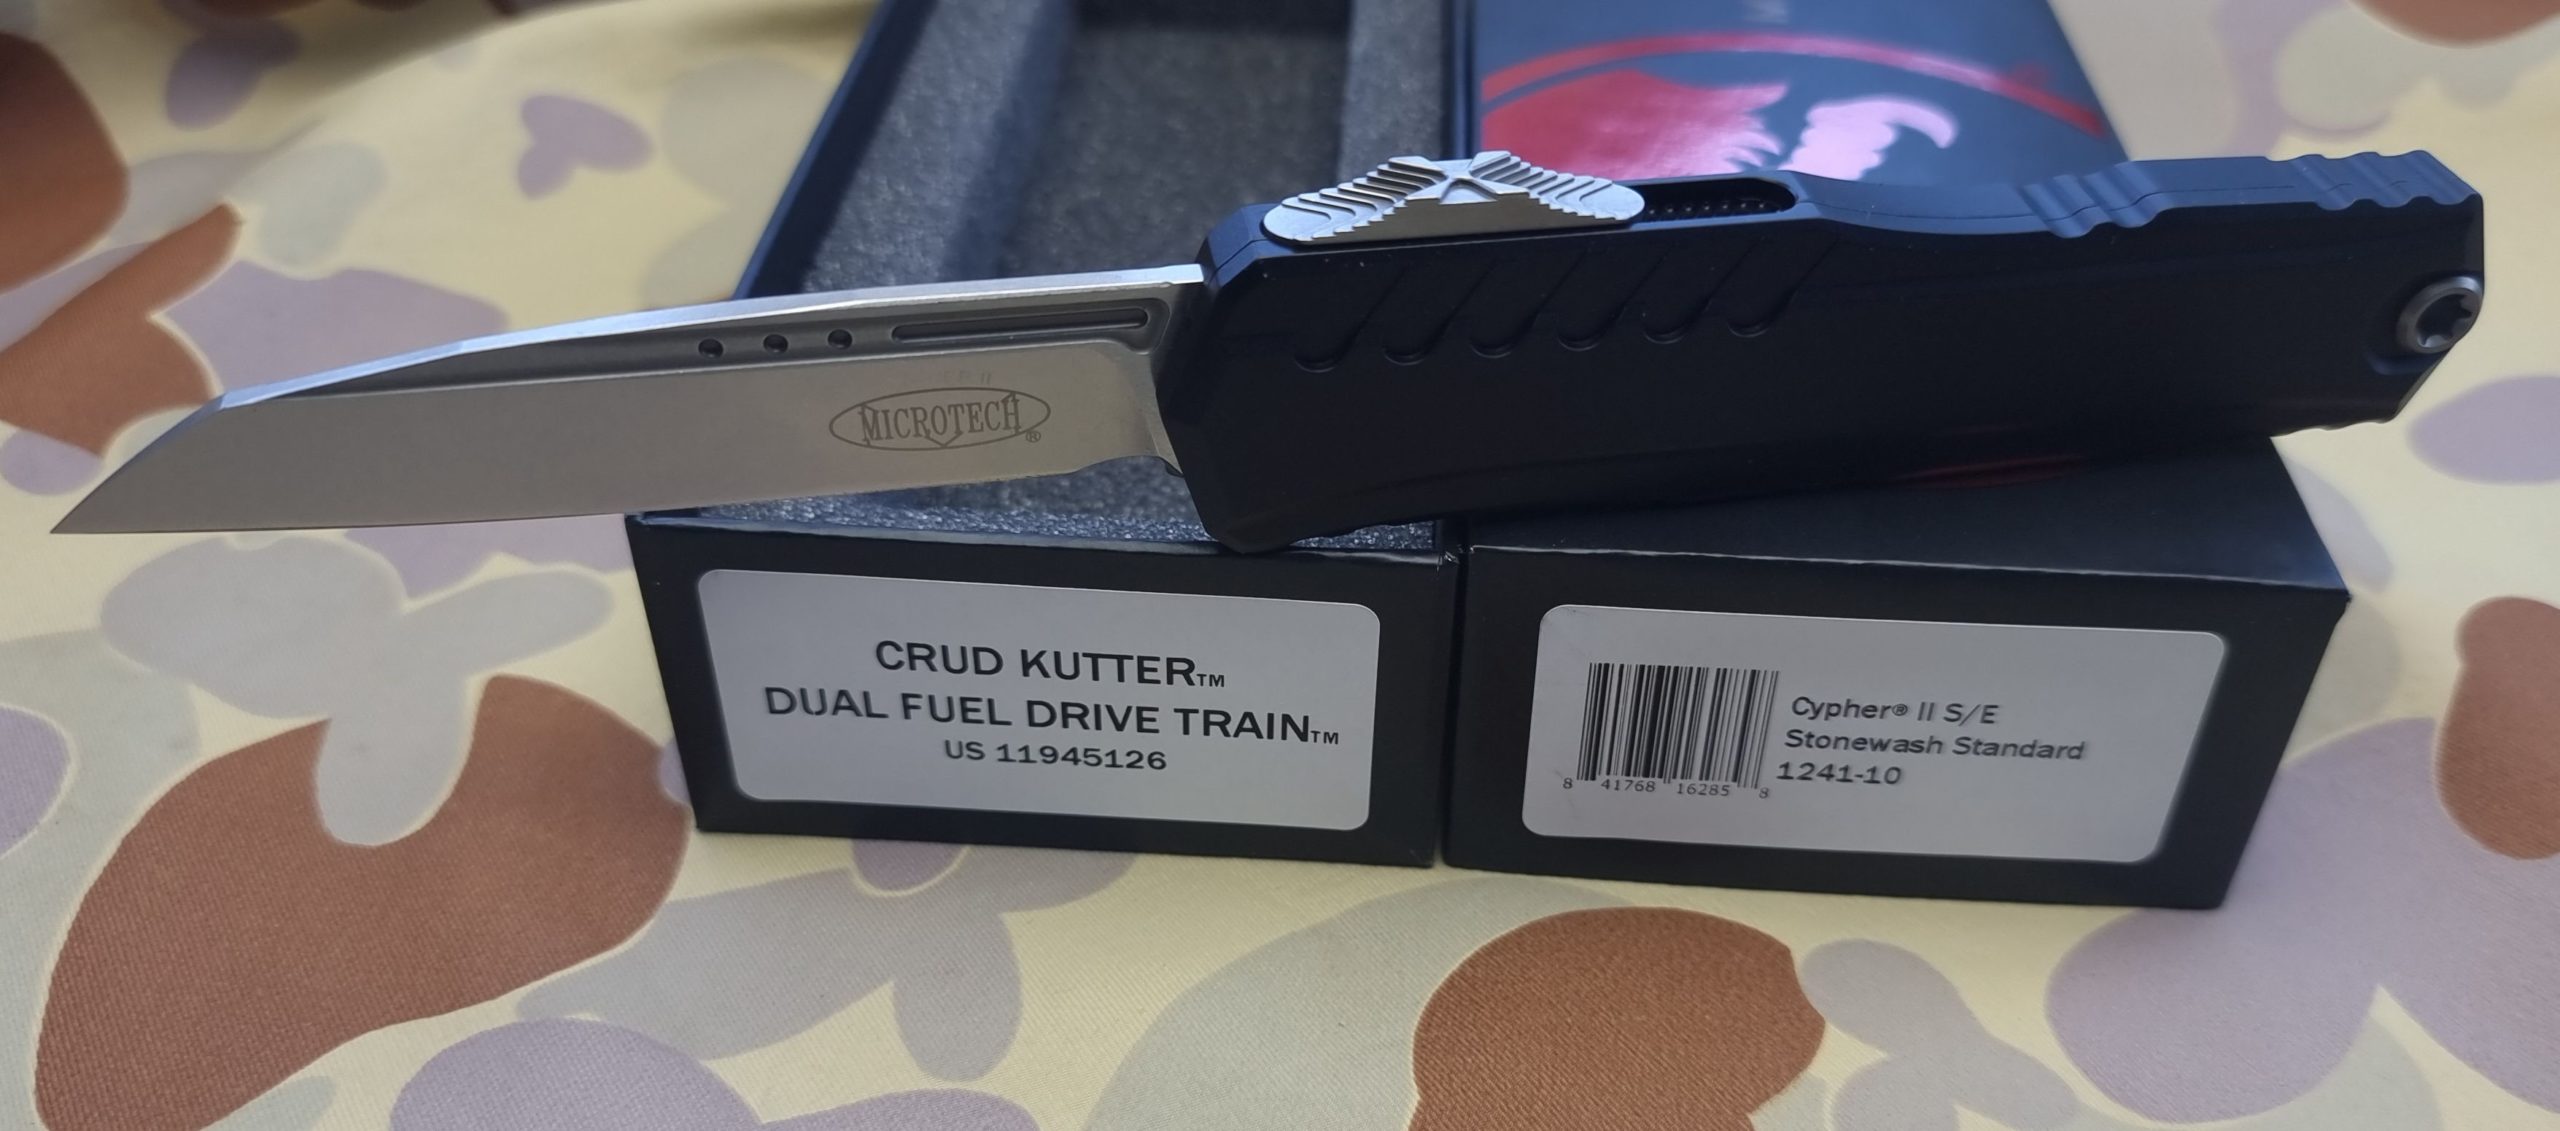 MICROTECH®
CRUD KUTTER™
DUAL FUEL DRIVE TRAIN™
US 11945126
Cypher® II S/E
Stonewash Standard
1241-10
8 41768 16285 8